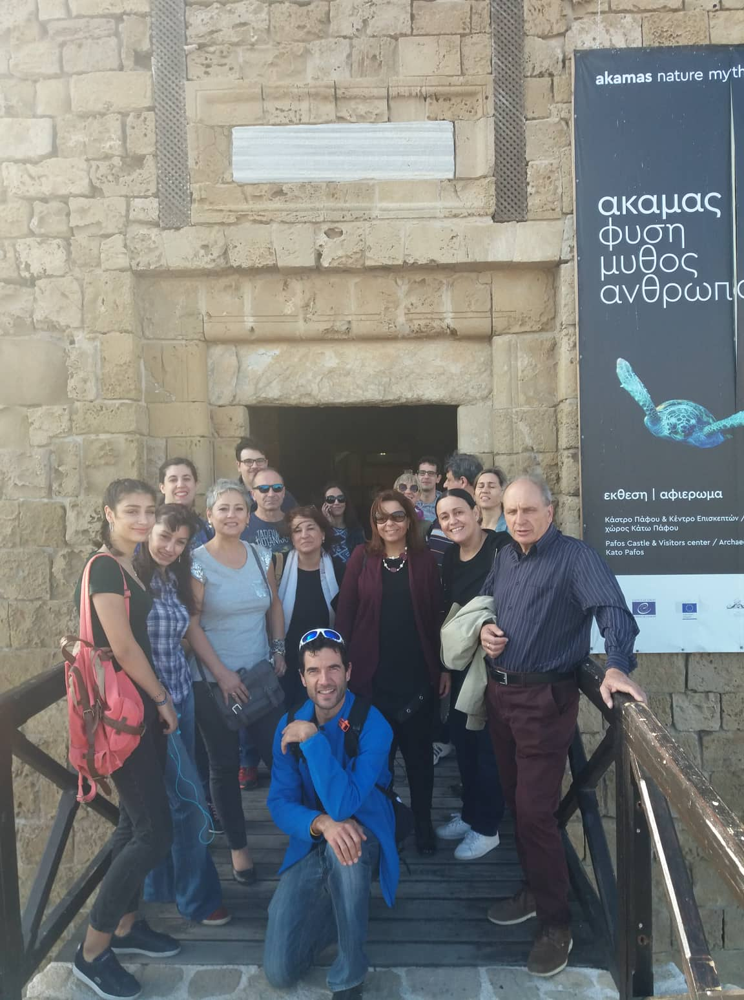 akamas nature myth
ακαμας
φυση
μυθος
ανθρωπο
εκθεση | αφιερωμα
Κάστρο Πάφου & Κέντρο Επισκεπτών /
χώρος Κάτω Πάφου
Pafos Castle & Visitors center / Archaeo
Kato Pafos